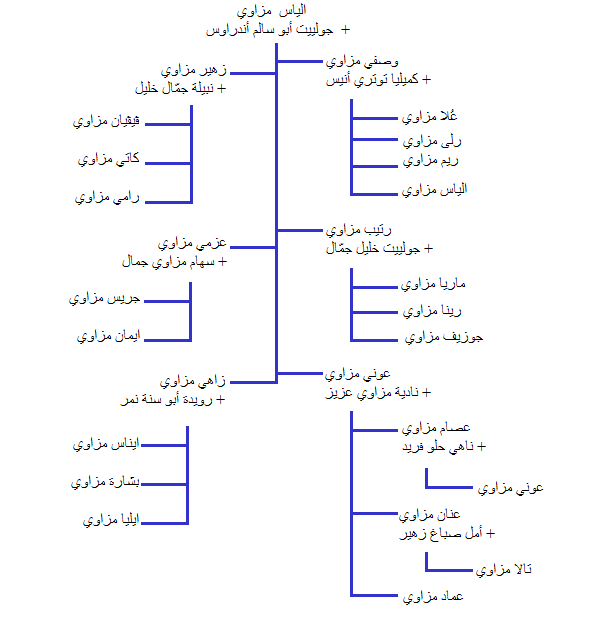 الياس مزاوي
+ جولييت أبو سالم أندراوس
وصفي مزاوي
+ كميليا توتري أنيس
عُلا مزاوي
رلى مزاوي
ريم مزاوي
الياس مزاوي
زهير مزاوي
+ نبيلة جمّال خليل
ڤيڤيان مزاوي
كاتي مزاوي
رامي مزاوي
رتيب مزاوي
+ جولييت خليل جمّال
ماريا مزاوي
رينا مزاوي
جوزيف مزاوي
عزمي مزاوي
+ سهام مزاوي جمال
جريس مزاوي
ايمان مزاوي
عوني مزاوي
+ نادية مزاوي عزيز
عصام مزاوي
+ ناهي حلو فريد
عوني مزاوي
عنان مزاوي
+ أمل صباغ زهير
تالا مزاوي
عماد مزاوي
زاهي مزاوي
+ رويدة أبو سنة نمر
ايناس مزاوي
بشارة مزاوي
ايليا مزاوي